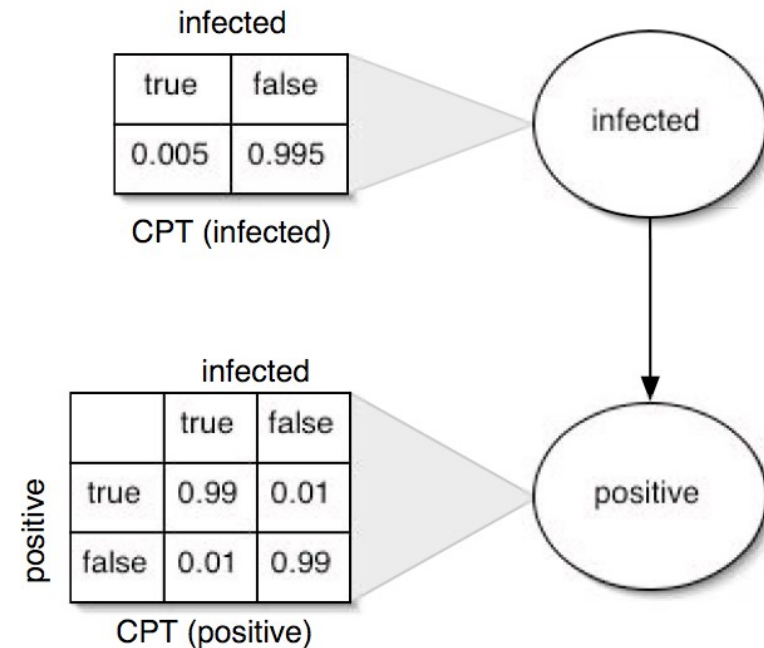 infected
true false
0.005 0.995
CPT (infected)
infected
infected
true false
true 0.99 0.01
false 0.01 0.99
positive
CPT (positive)
positive